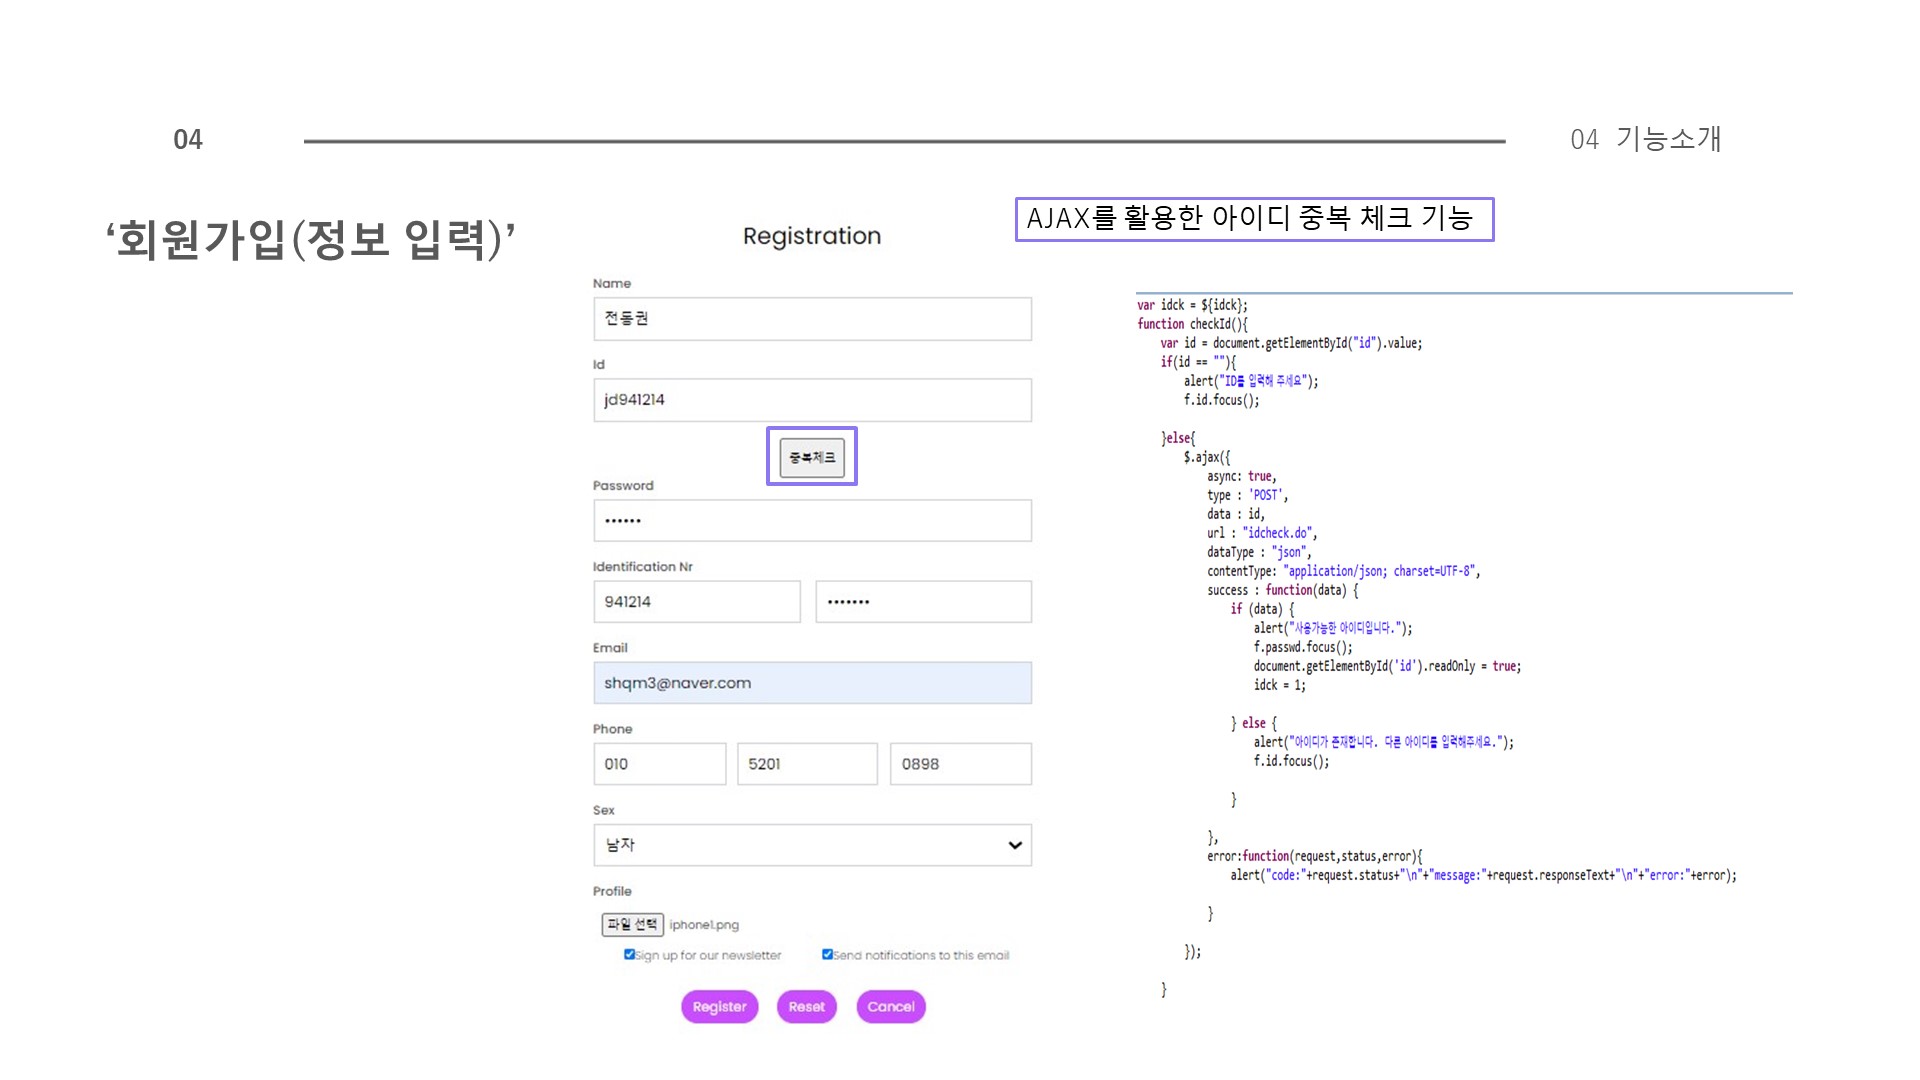 04
04 기능소개
‘회원가입(정보 입력)’
AJAX를 활용한 아이디 중복 체크 기능
Registration
Name
전동권
Id
jd941214
중복체크
Password
••••••
Identification Nr
941214 •••••••
Email
shqm3@naver.com
Phone
010 5201 0898
Sex
남자
Profile
파일 선택 iphone1.png
Sign up for our newsletter Send notifications to this email
Register Reset Cancel
var idck = ${idck};
function checkId(){
var id = document.getElementById("id").value;
if(id == ""){
alert("ID를 입력해 주세요");
f.id.focus();
}else{
$.ajax({
async: true,
type : 'POST',
data : id,
url : "idcheck.do",
dataType : "json",
contentType: "application/json; charset=UTF-8",
success : function(data) {
if (data) {
alert("사용가능한 아이디입니다.");
f.passwd.focus();
document.getElementById('id').readOnly = true;
idck = 1;
} else {
alert("아이디가 존재합니다. 다른 아이디를 입력해주세요.");
f.id.focus();
}
},
error:function(request,status,error){
alert("code:"+request.status+"\n"+"message:"+request.responseText+"\n"+"error:"+error);
}
});
}